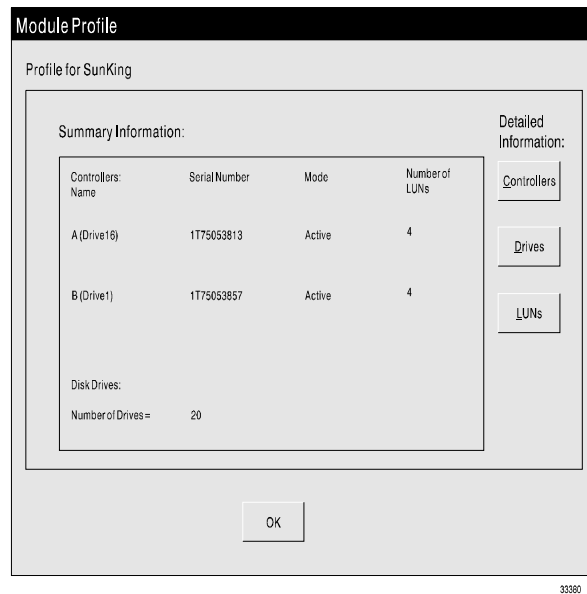 Module Profile
Profile for SunKing
Summary Information:
Detailed
Information:
Controllers:
Name
Serial Number
Mode
Number of
LUNs
A (Drive16)
1T75053813
Active
4
B (Drive1)
1T75053857
Active
4
Disk Drives:
Number of Drives =
20
Controllers
Drives
LUNs
OK
33380